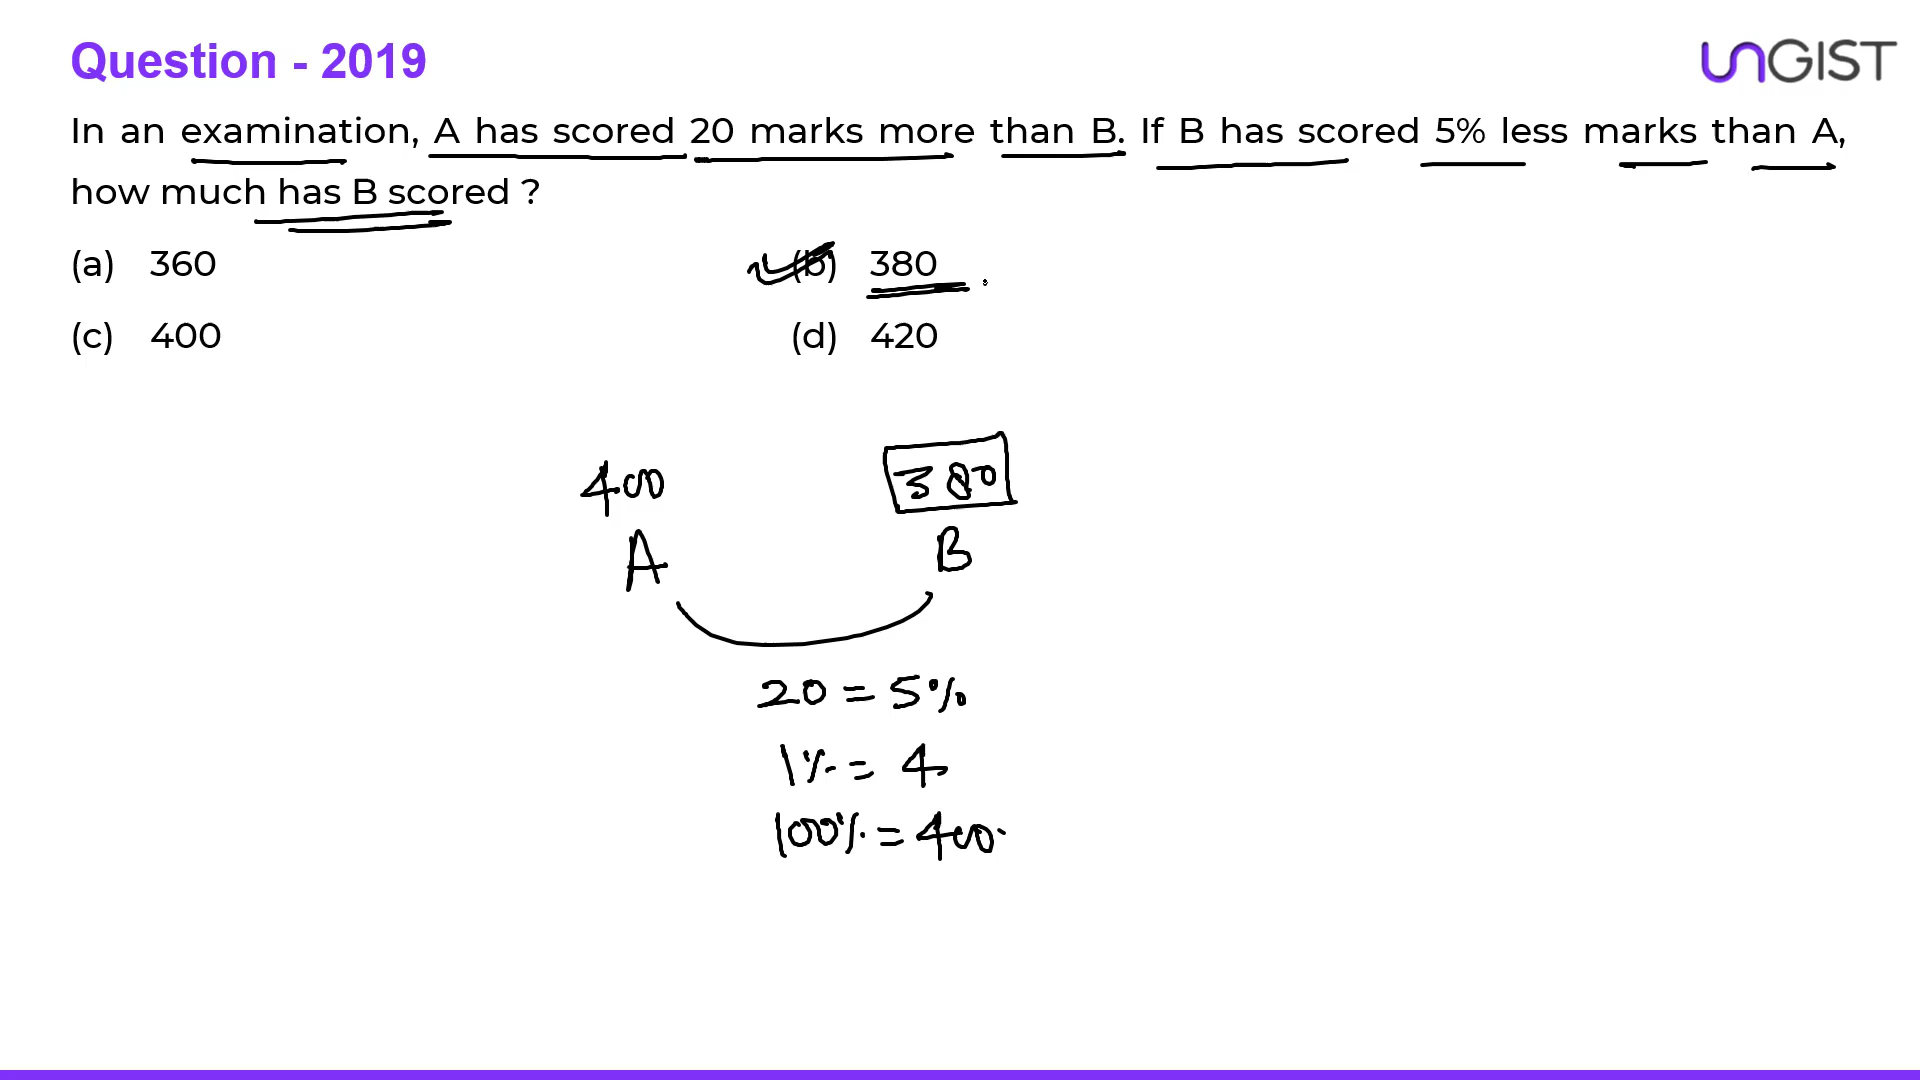 Question - 2019
UNGIST
In an examination, A has scored 20 marks more than B. If B has scored 5% less marks than A,
how much has B scored ?
(a) 360
(b) 380
(c) 400
(d) 420
400
380
A
B
20 = 5%
1% = 4
100% = 400